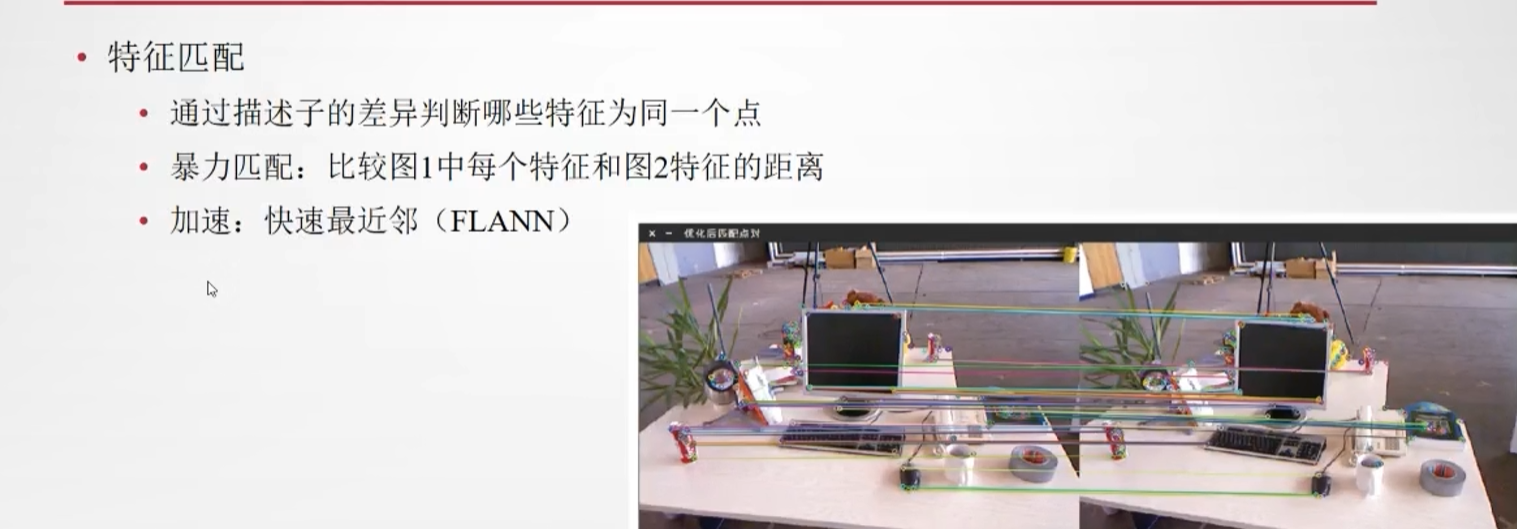 • 特征匹配
• 通过描述子的差异判断哪些特征为同一个点
• 暴力匹配：比较图1中每个特征和图2特征的距离
• 加速：快速最近邻（FLANN）
优化后匹配点对